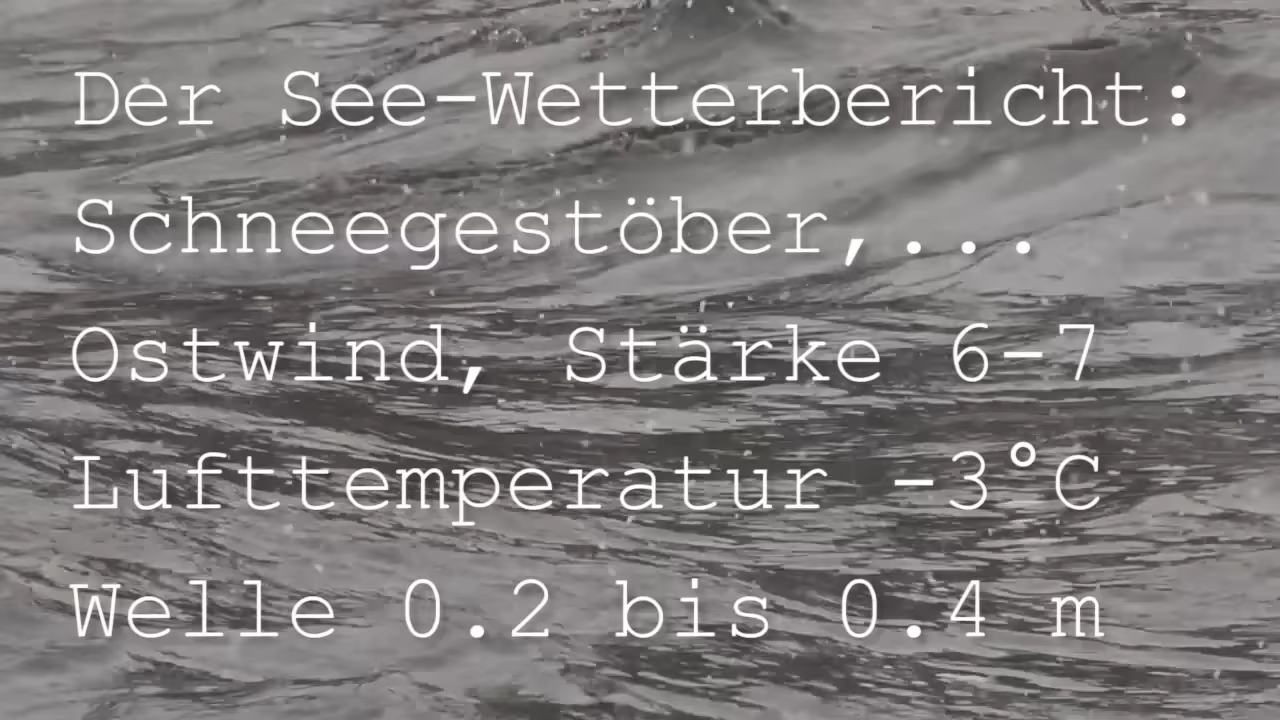 Der See-Wetterbericht:
Schneegestöber,...
Ostwind, Stärke 6-7
Lufttemperatur -3°C
Welle 0.2 bis 0.4 m